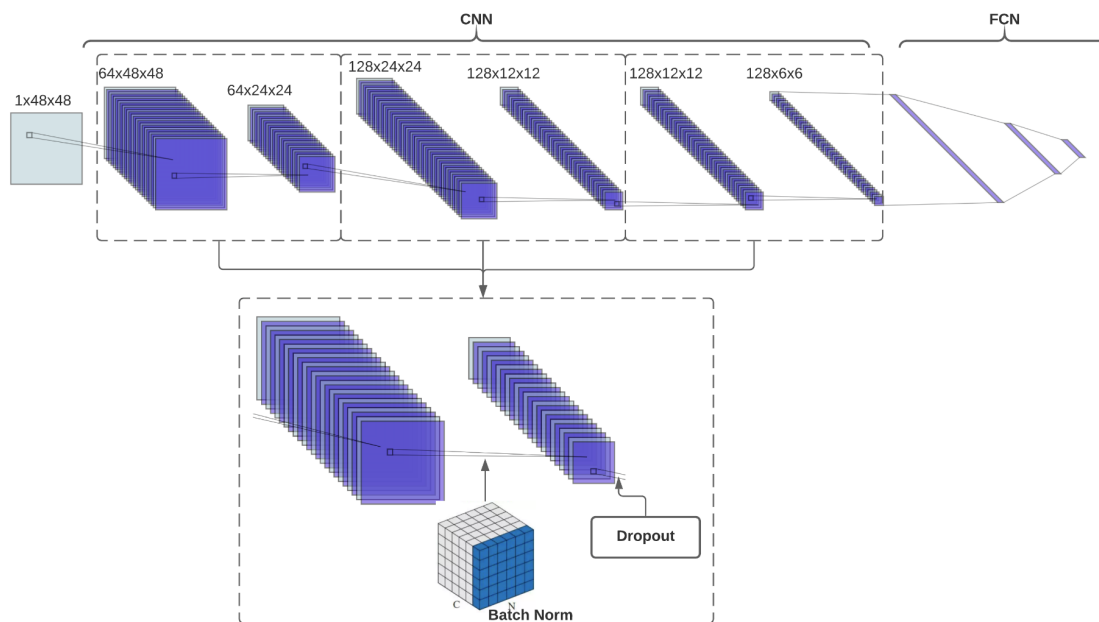 CNN
FCN
1x48x48
64x48x48
64x24x24
128x24x24
128x12x12
128x12x12
128x6x6
Dropout
C
N
Batch Norm